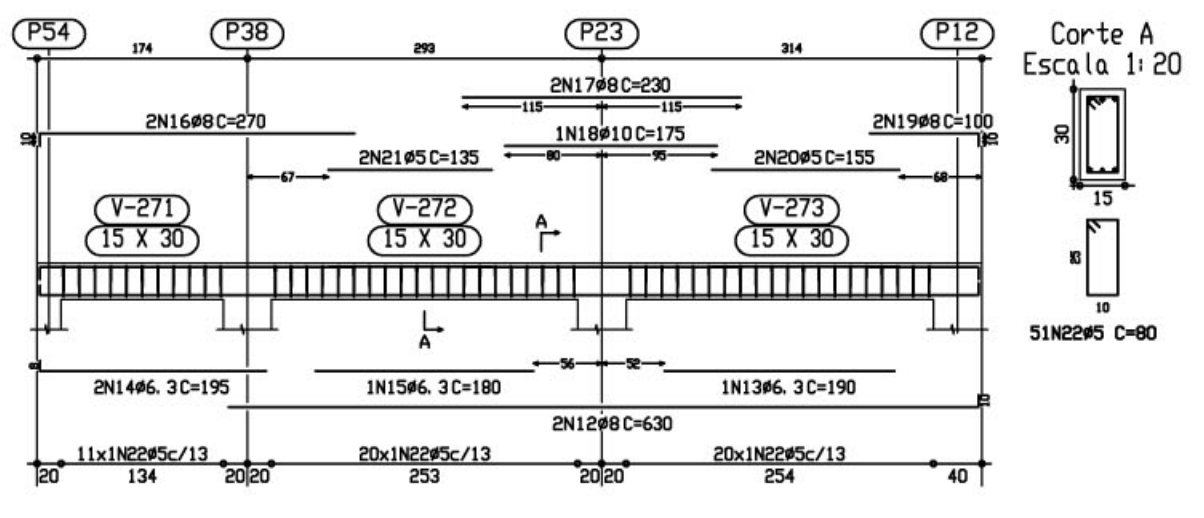 P54 P38 P23 P12
174 293 314
2N17ø8 C=230
115 115
2N16ø8 C=270
2N19ø8 C=100
10 10
1N18ø10 C=175
80 95
2N21ø5 C=135
2N20ø5 C=155
67 68
V-271 V-272 V-273
15 X 30 15 X 30 15 X 30
A
A
8
56 52
2N14ø6.3 C=195 1N15ø6.3 C=180 1N13ø6.3 C=190
10
2N12ø8 C=630
11x1N22ø5c/13 20x1N22ø5c/13 20x1N22ø5c/13
20 134 20 20 253 20 20 254 40
Corte A
Escala 1:20
30
15
25
10
51N22ø5 C=80